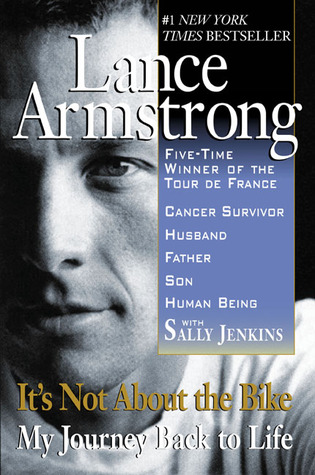 #1 NEW YORK
TIMES BESTSELLER
Lance
Armstrong
FIVE-TIME
WINNER OF THE
TOUR DE FRANCE
CANCER SURVIVOR
HUSBAND
FATHER
SON
HUMAN BEING
WITH
SALLY JENKINS
It's Not About the Bike
My Journey Back to Life